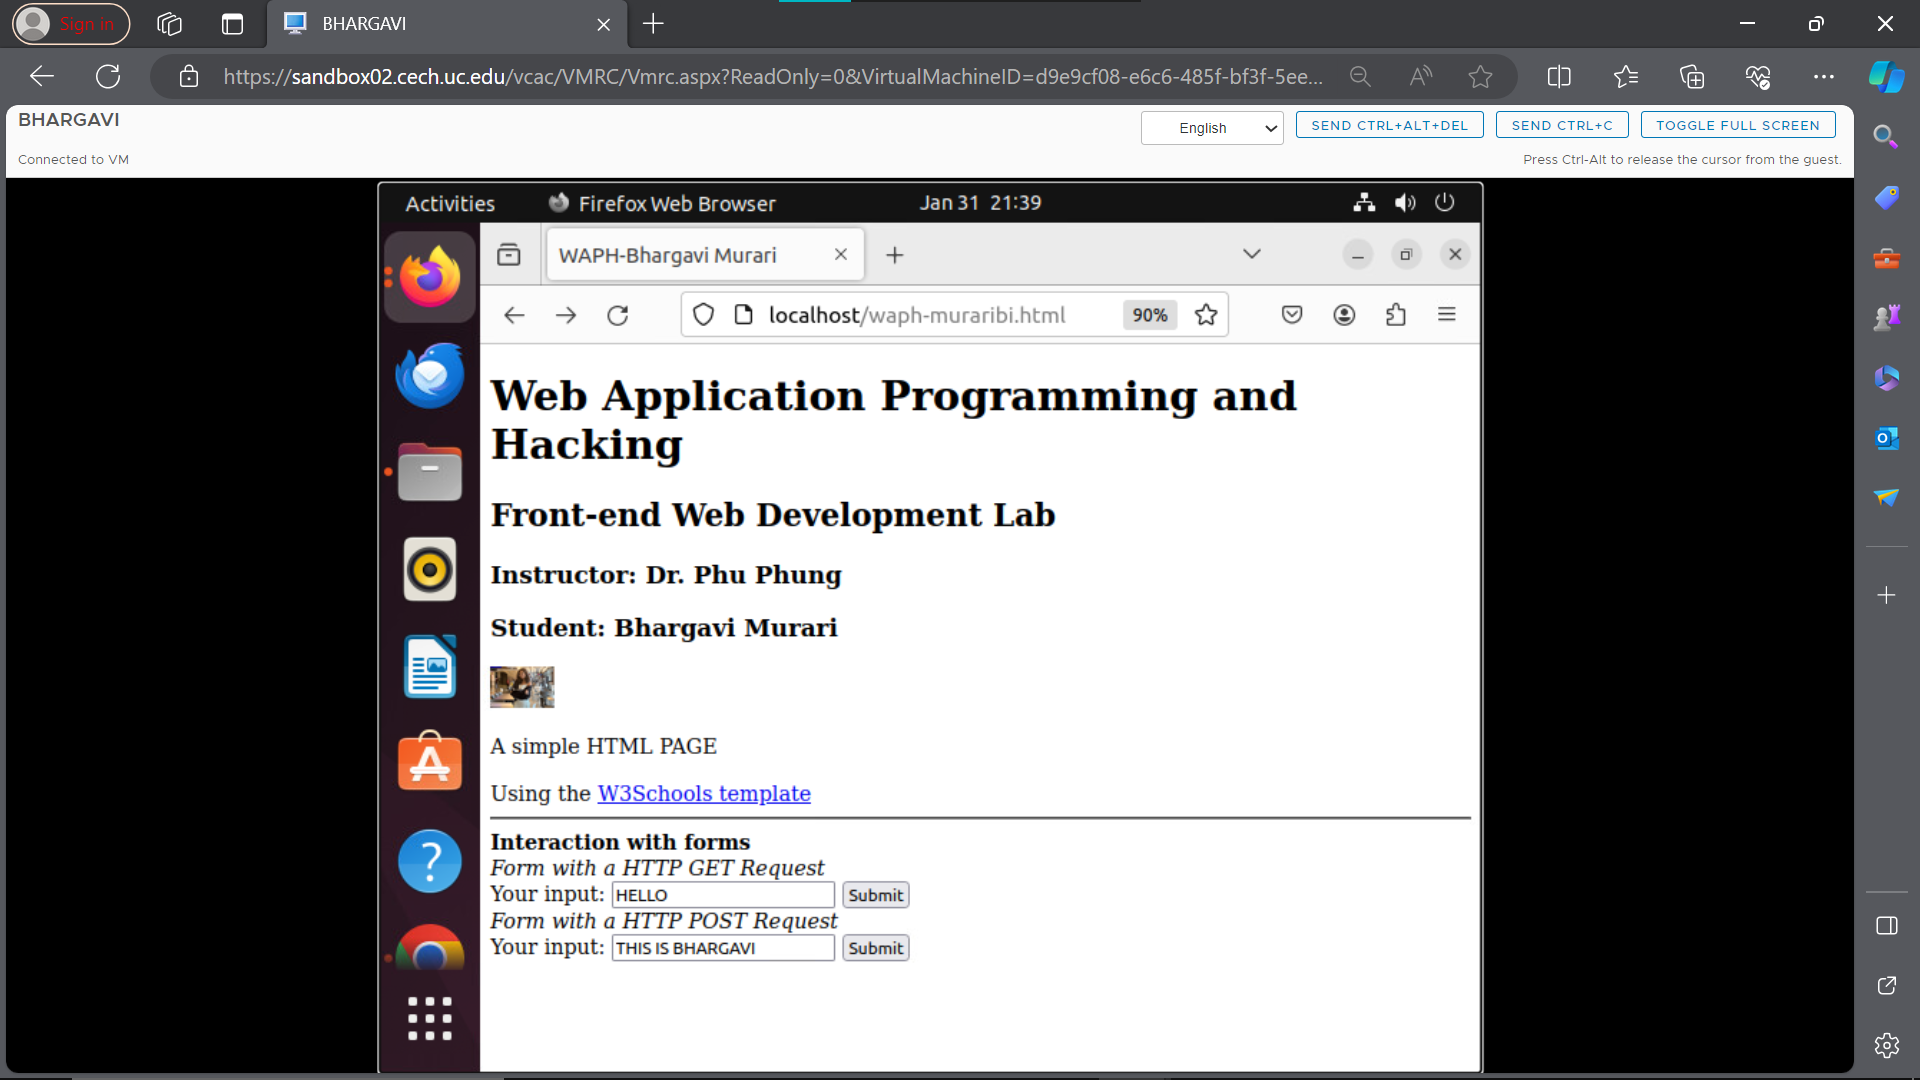 Sign in
BHARGAVI
https://sandbox02.cech.uc.edu/vcac/VMRC/Vmrc.aspx?ReadOnly=0&VirtualMachineID=d9e9cf08-e6c6-485f-bf3f-5ee...
BHARGAVI
English
SEND CTRL+ALT+DEL
SEND CTRL+C
TOGGLE FULL SCREEN
Connected to VM
Press Ctrl-Alt to release the cursor from the guest.
Activities
Firefox Web Browser
Jan 31 21:39
WAPH-Bhargavi Murari
localhost/waph-muraribi.html
90%
Web Application Programming and
Hacking
Front-end Web Development Lab
Instructor: Dr. Phu Phung
Student: Bhargavi Murari
A simple HTML PAGE
Using the W3Schools template
Interaction with forms
Form with a HTTP GET Request
Your input: HELLO Submit
Form with a HTTP POST Request
Your input: THIS IS BHARGAVI Submit